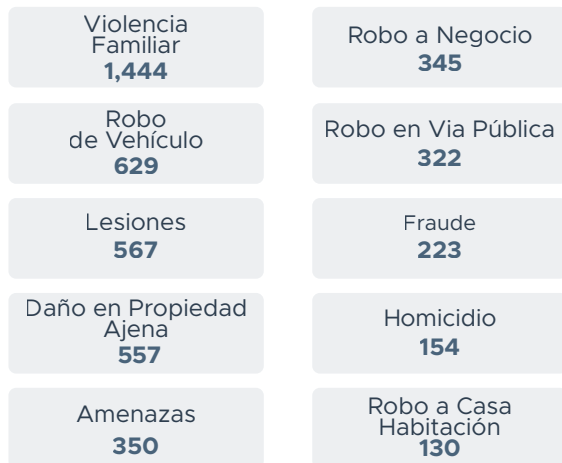 Violencia
Familiar
1,444
Robo
de Vehículo
629
Lesiones
567
Daño en Propiedad
Ajena
557
Amenazas
350
Robo a Negocio
345
Robo en Via Pública
322
Fraude
223
Homicidio
154
Robo a Casa
Habitación
130